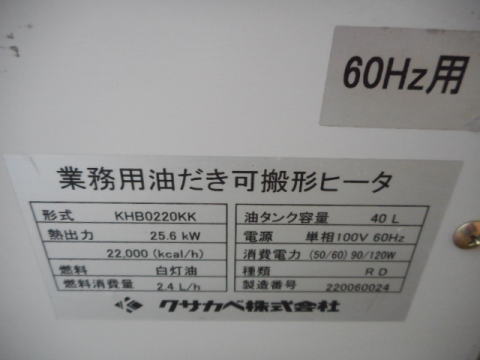 60Hz用
業務用油だき可搬形ヒータ
形式 KHB0220KK
熱出力 25.6 kW
22,000 (kcal/h)
燃料 白灯油
燃料消費量 2.4 L/h
油タンク容量 40 L
電源 単相100V 60Hz
消費電力 (50/60) 90/120W
種類 RD
製造番号 220060024
クサカベ株式会社